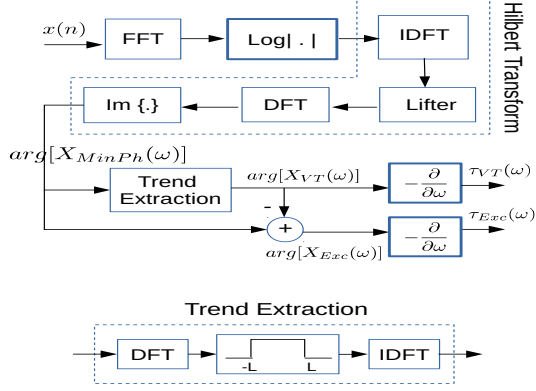 x(n)
FFT
Log| . |
IDFT
Hilbert Transform
Im {.}
DFT
Lifter
arg[X_{MinPh}(ω)]
Trend
Extraction
arg[X_{VT}(ω)]
-∂/∂ω
τ_{VT}(ω)
-
+
arg[X_{Exc}(ω)]
-∂/∂ω
τ_{Exc}(ω)
Trend Extraction
DFT
-L
L
IDFT